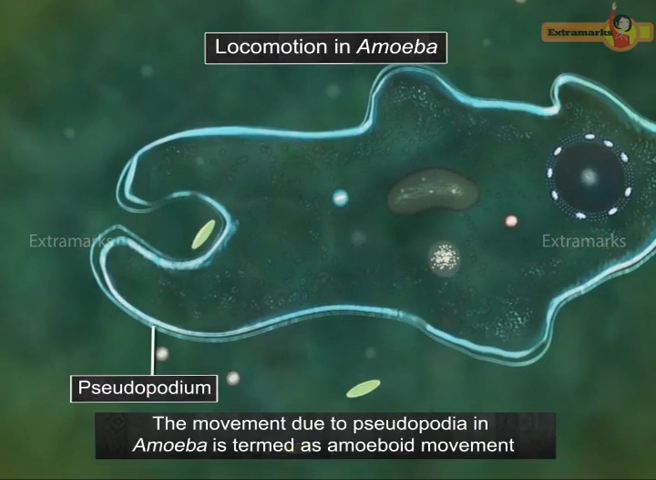 Locomotion in Amoeba
Extramarks
Extramarks
Extramarks
Pseudopodium
The movement due to pseudopodia in
Amoeba is termed as amoeboid movement